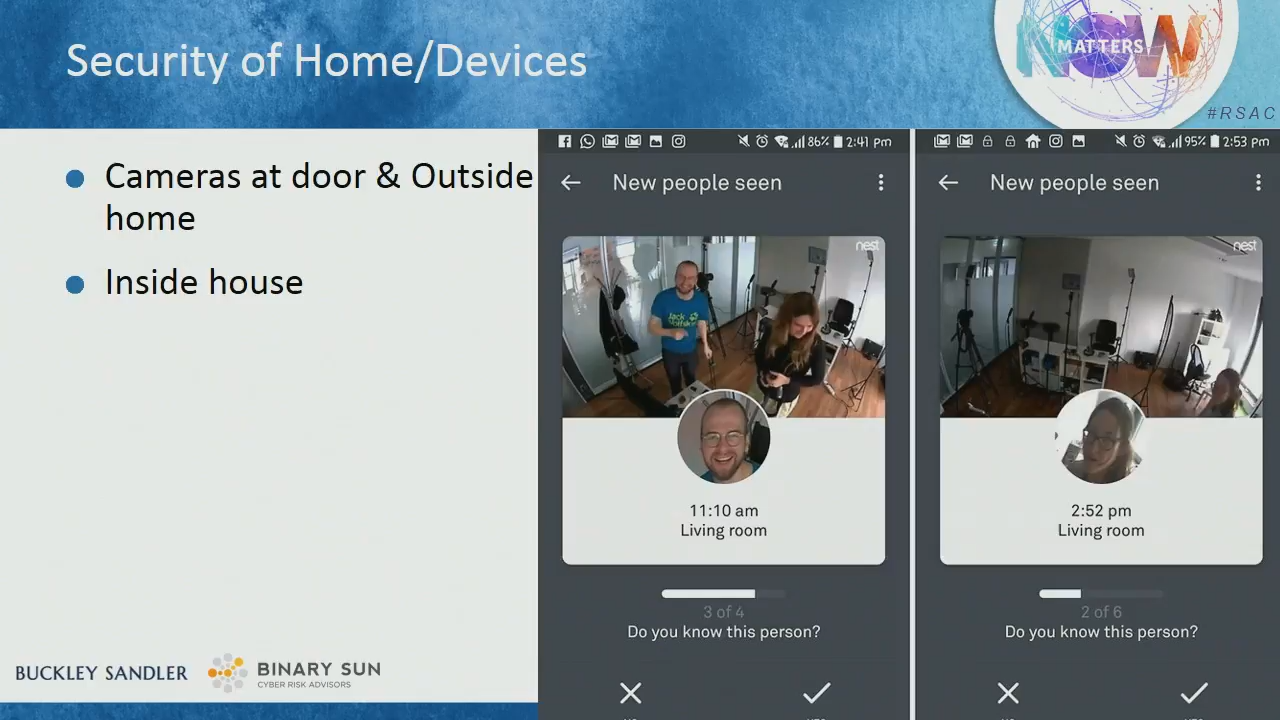 Security of Home/Devices
NOW
MATTERS
#RSAC
Cameras at door & Outside
home
Inside house
86% 2:41 pm
New people seen
nest
11:10 am
Living room
3 of 4
Do you know this person?
95% 2:53 pm
New people seen
nest
2:52 pm
Living room
2 of 6
Do you know this person?
BUCKLEY SANDLER
BINARY SUN
CYBER RISK ADVISORS